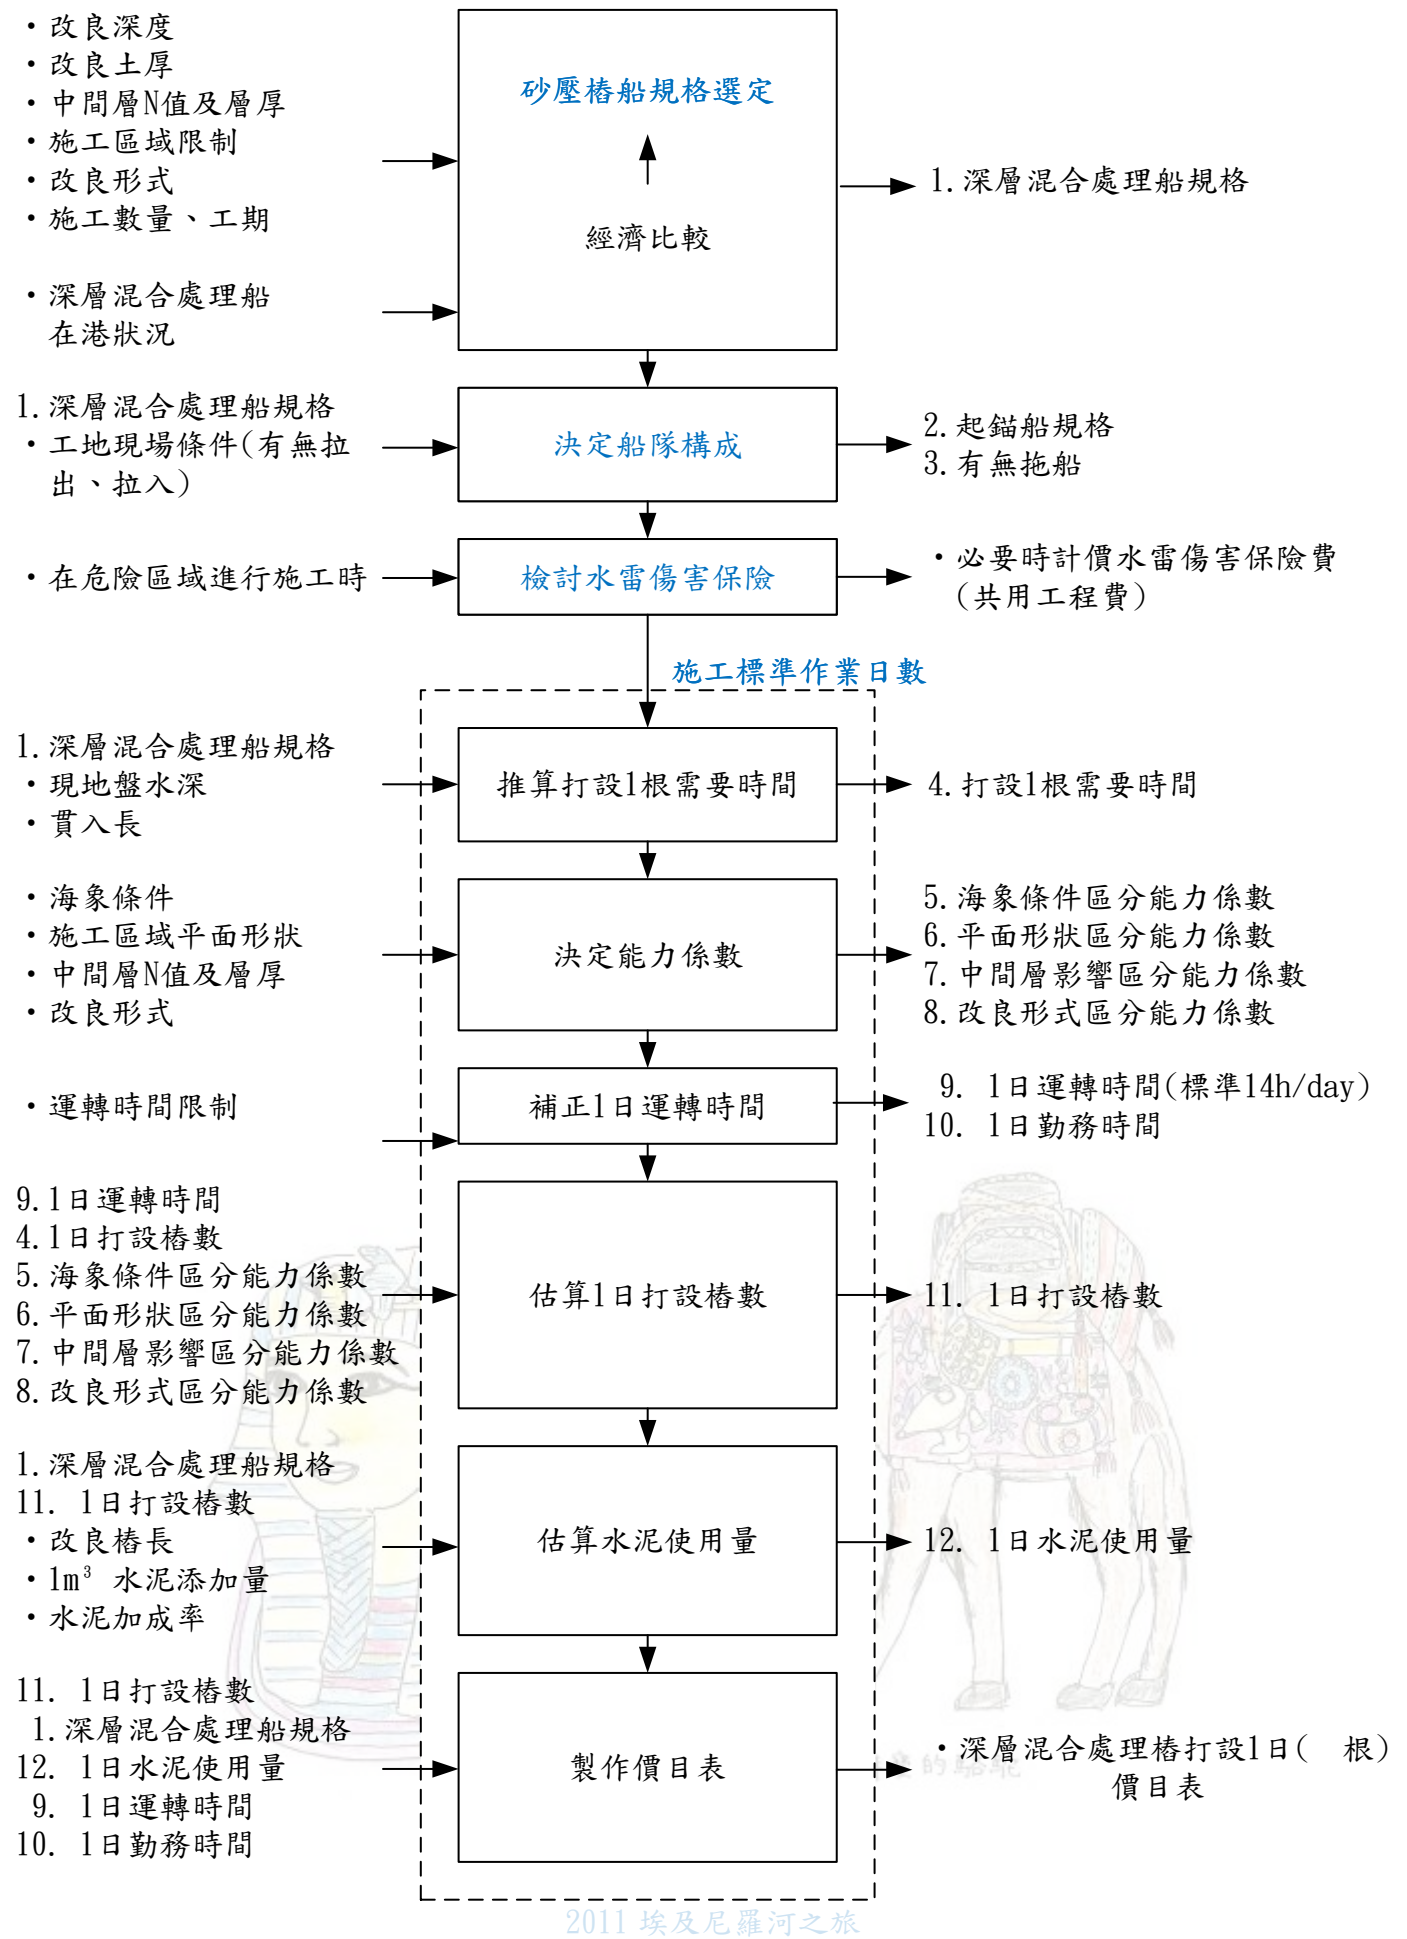 ・改良深度
・改良土厚
・中間層N值及層厚
・施工區域限制
・改良形式
・施工數量、工期
・深層混合處理船
在港狀況
砂壓樁船規格選定
經濟比較
1.深層混合處理船規格
1.深層混合處理船規格
・工地現場條件(有無拉
出、拉入)
決定船隊構成
2.起錨船規格
3.有無拖船
・在危險區域進行施工時
檢討水雷傷害保險
・必要時計價水雷傷害保險費
(共用工程費)
施工標準作業日數
1.深層混合處理船規格
・現地盤水深
・貫入長
推算打設1根需要時間
4.打設1根需要時間
・海象條件
・施工區域平面形狀
・中間層N值及層厚
・改良形式
決定能力係數
5.海象條件區分能力係數
6.平面形狀區分能力係數
7.中間層影響區分能力係數
8.改良形式區分能力係數
・運轉時間限制
補正1日運轉時間
9. 1日運轉時間(標準14h/day)
10. 1日勤務時間
9.1日運轉時間
4.1日打設樁數
5.海象條件區分能力係數
6.平面形狀區分能力係數
7.中間層影響區分能力係數
8.改良形式區分能力係數
估算1日打設樁數
11. 1日打設樁數
1.深層混合處理船規格
11. 1日打設樁數
・改良樁長
・1m³ 水泥添加量
・水泥加成率
估算水泥使用量
12. 1日水泥使用量
11. 1日打設樁數
1.深層混合處理船規格
12. 1日水泥使用量
9. 1日運轉時間
10. 1日勤務時間
製作價目表
・深層混合處理樁打設1日(　根)
價目表
的駱駝
2011 埃及尼羅河之旅